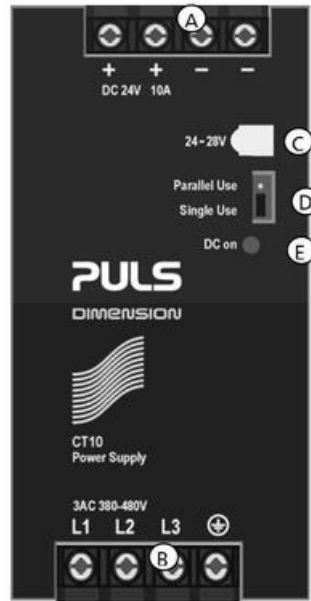 A
+ + – –
DC 24V 10A
24–28V
C
Parallel Use
D
Single Use
DC on
E
PULS
DIMENSION
CT10
Power Supply
3AC 380-480V
L1 L2 L3
B